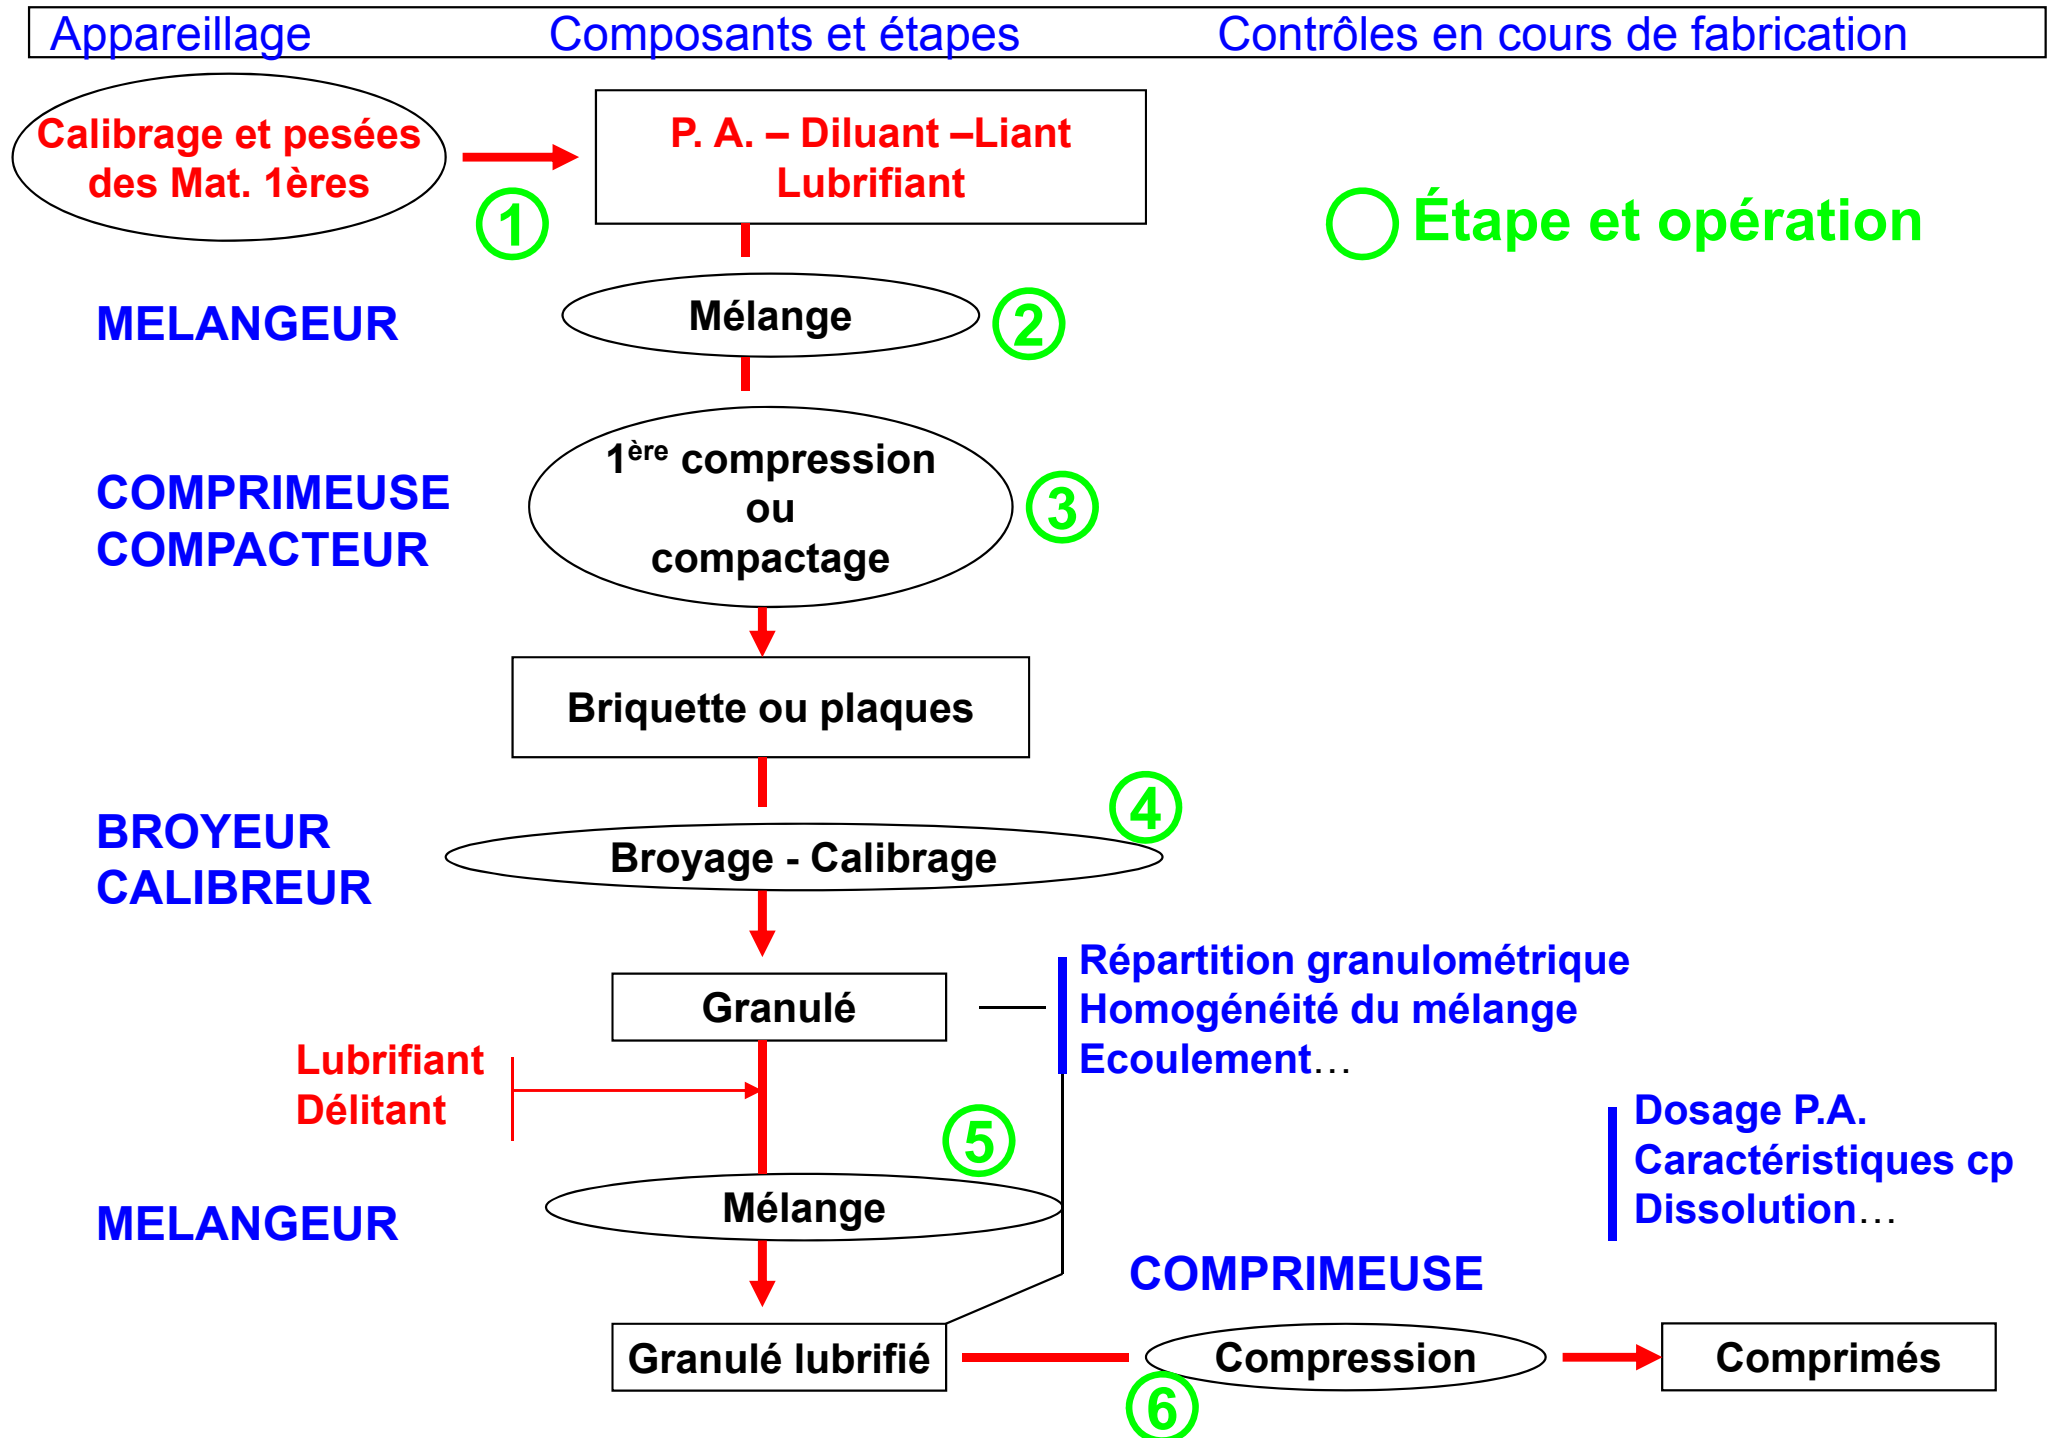 Appareillage
Composants et étapes
Contrôles en cours de fabrication
Calibrage et pesées
des Mat. 1ères
1
P. A. – Diluant –Liant
Lubrifiant
Étape et opération
MELANGEUR
Mélange
2
COMPRIMEUSE
COMPACTEUR
1ère compression
ou
compactage
3
Briquette ou plaques
BROYEUR
CALIBREUR
Broyage - Calibrage
4
Granulé
Répartition granulométrique
Homogénéité du mélange
Ecoulement…
Lubrifiant
Délitant
5
Dosage P.A.
Caractéristiques cp
Dissolution…
MELANGEUR
Mélange
COMPRIMEUSE
Granulé lubrifié
Compression
6
Comprimés